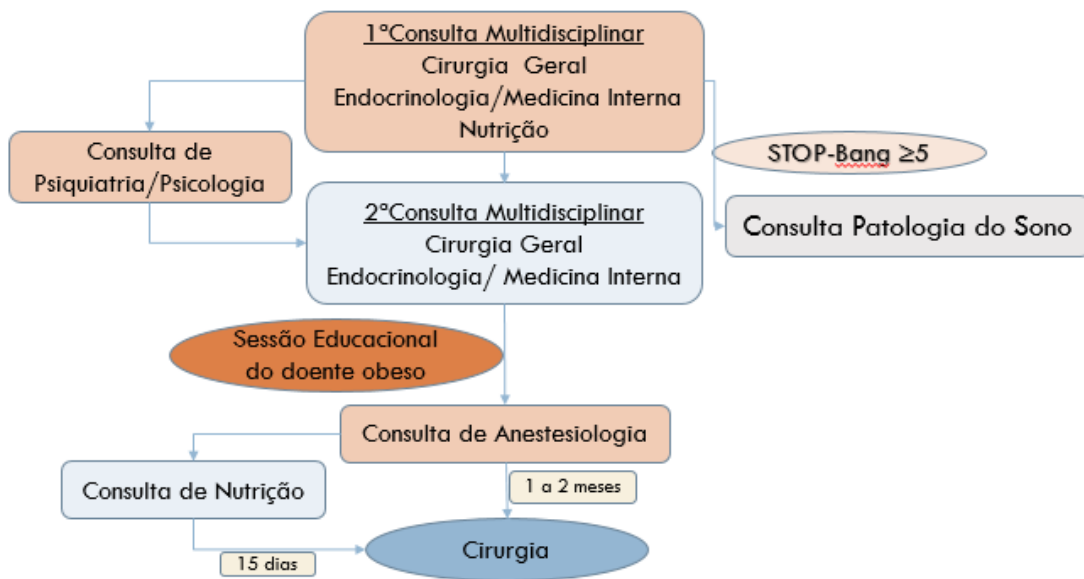 1ªConsulta Multidisciplinar
Cirurgia Geral
Endocrinologia/Medicina Interna
Nutrição
Consulta de
Psiquiatria/Psicologia
STOP-Bang ≥5
Consulta Patologia do Sono
2ªConsulta Multidisciplinar
Cirurgia Geral
Endocrinologia/ Medicina Interna
Sessão Educacional
do doente obeso
Consulta de Anestesiologia
Consulta de Nutrição
1 a 2 meses
15 dias
Cirurgia